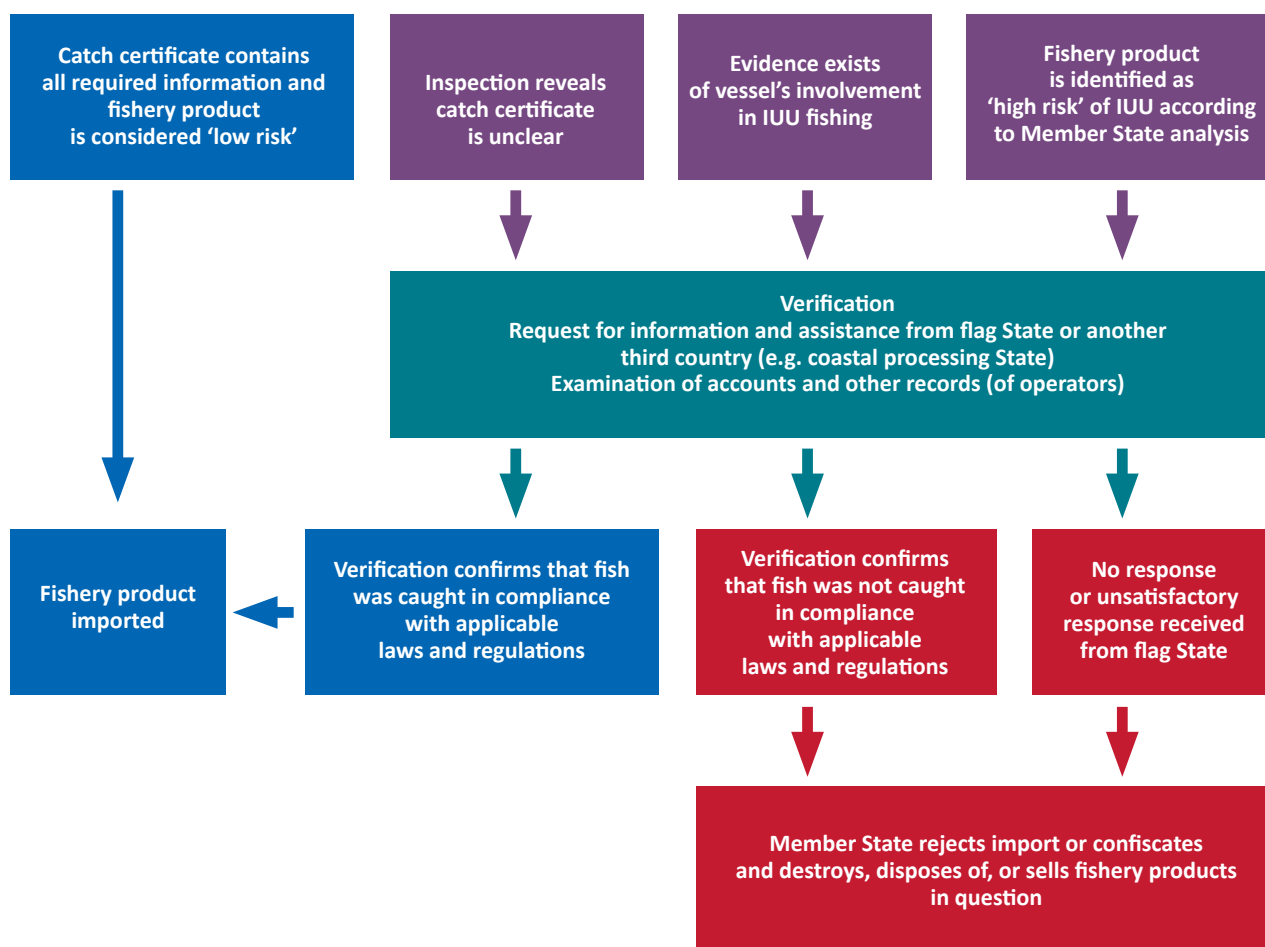 Catch certificate contains
all required information and
fishery product
is considered ‘low risk’
Inspection reveals
catch certificate
is unclear
Evidence exists
of vessel’s involvement
in IUU fishing
Fishery product
is identified as
‘high risk’ of IUU according
to Member State analysis
Verification
Request for information and assistance from flag State or another
third country (e.g. coastal processing State)
Examination of accounts and other records (of operators)
Fishery product
imported
Verification confirms that fish
was caught in compliance
with applicable
laws and regulations
Verification confirms
that fish was not caught
in compliance
with applicable
laws and regulations
No response
or unsatisfactory
response received
from flag State
Member State rejects import or confiscates
and destroys, disposes of, or sells fishery products
in question